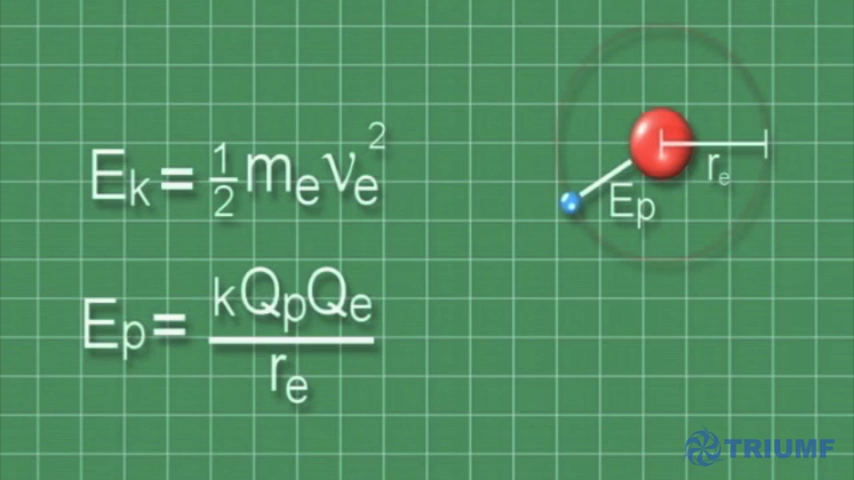 Eₖ = ½ mₑvₑ²
Eₚ = kQₚQₑ / rₑ
rₑ
Eₚ
TRIUMF